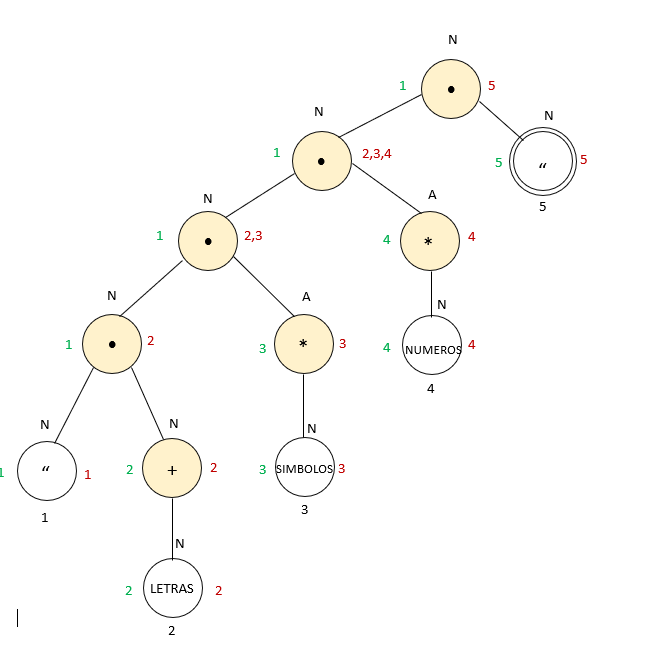 N
1 • 5
N
N
1 • 2,3,4
5 “ 5
A
5
N
1 • 2,3
4 * 4
N
A
N
1 • 2
3 * 3
4 NUMEROS 4
4
N
N
N
1 “ 1
2 + 2
3 SIMBOLOS 3
1
3
N
2 LETRAS 2
2